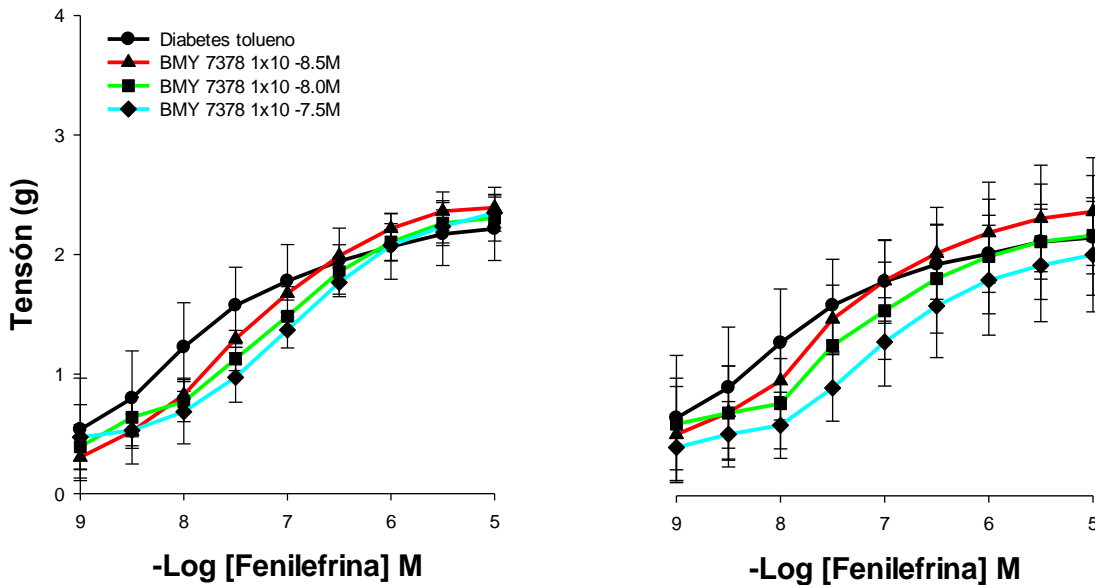 4
3
2
1
0
Tensón (g)
Diabetes tolueno
BMY 7378 1x10 -8.5M
BMY 7378 1x10 -8.0M
BMY 7378 1x10 -7.5M
9 8 7 6 5
-Log [Fenilefrina] M
9 8 7 6 5
-Log [Fenilefrina] M